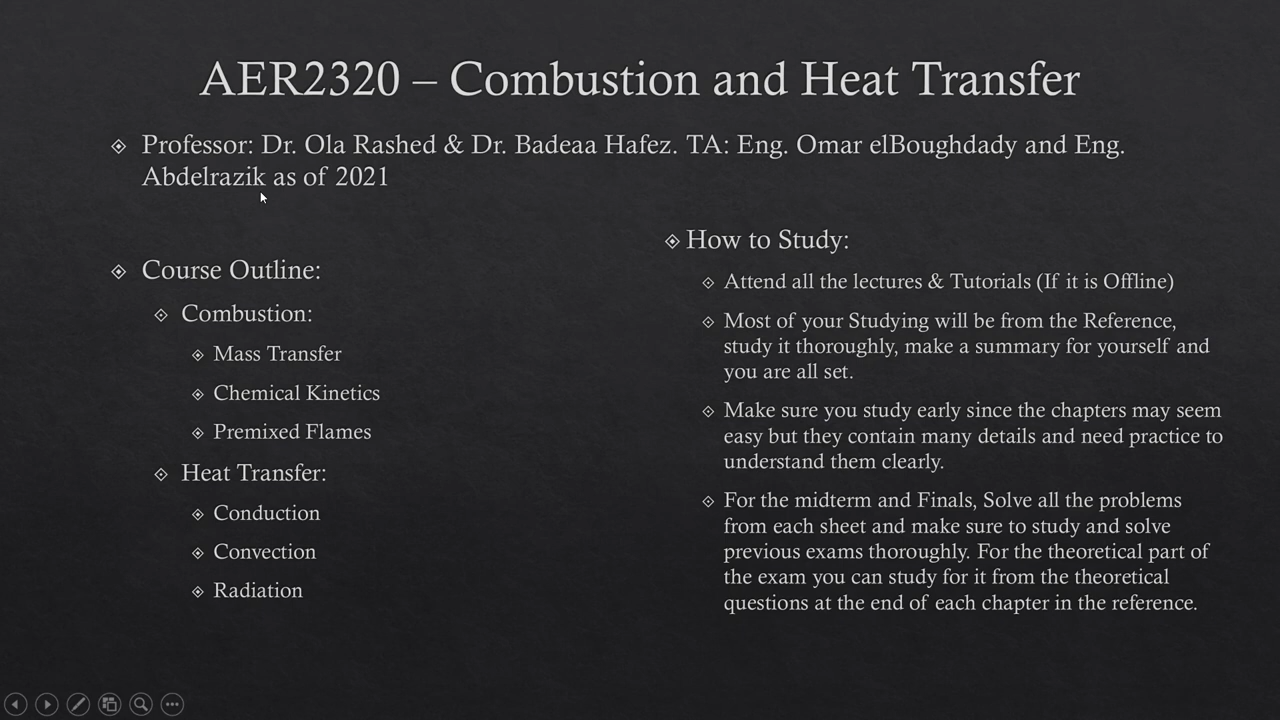 AER2320 – Combustion and Heat Transfer
Professor: Dr. Ola Rashed & Dr. Badeaa Hafez. TA: Eng. Omar elBoughdady and Eng.
Abdelrazik as of 2021
Course Outline:
Combustion:
Mass Transfer
Chemical Kinetics
Premixed Flames
Heat Transfer:
Conduction
Convection
Radiation
How to Study:
Attend all the lectures & Tutorials (If it is Offline)
Most of your Studying will be from the Reference,
study it thoroughly, make a summary for yourself and
you are all set.
Make sure you study early since the chapters may seem
easy but they contain many details and need practice to
understand them clearly.
For the midterm and Finals, Solve all the problems
from each sheet and make sure to study and solve
previous exams thoroughly. For the theoretical part of
the exam you can study for it from the theoretical
questions at the end of each chapter in the reference.